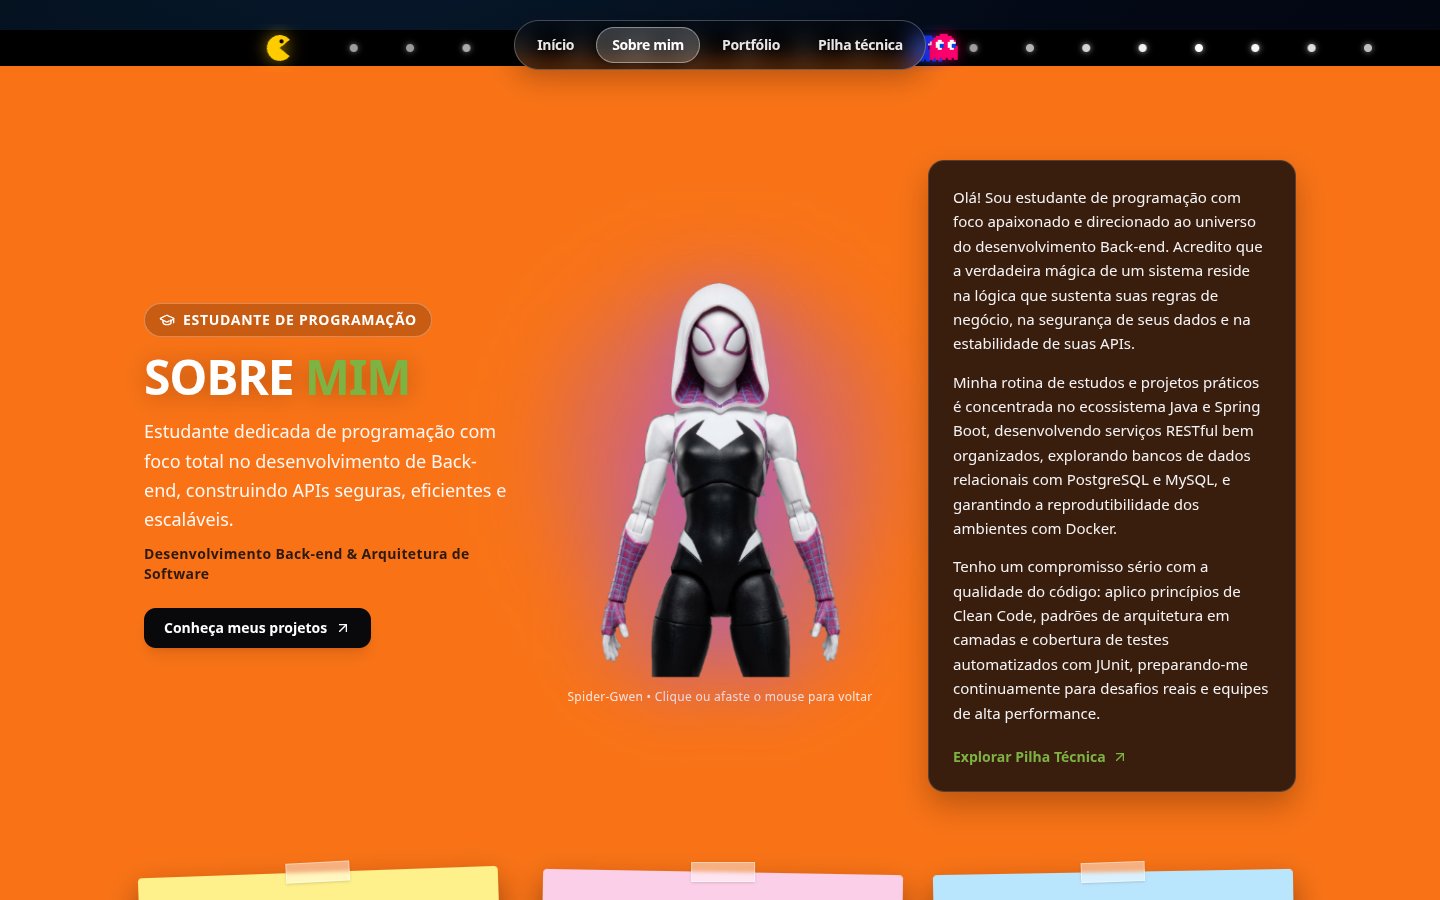 Início
Sobre mim
Portfólio
Pilha técnica
ESTUDANTE DE PROGRAMAÇÃO
SOBRE MIM
Estudante dedicada de programação com
foco total no desenvolvimento de Back-
end, construindo APIs seguras, eficientes e
escaláveis.
Desenvolvimento Back-end & Arquitetura de
Software
Conheça meus projetos
Spider-Gwen • Clique ou afaste o mouse para voltar
Olá! Sou estudante de programação com
foco apaixonado e direcionado ao universo
do desenvolvimento Back-end. Acredito que
a verdadeira mágica de um sistema reside
na lógica que sustenta suas regras de
negócio, na segurança de seus dados e na
estabilidade de suas APIs.
Minha rotina de estudos e projetos práticos
é concentrada no ecossistema Java e Spring
Boot, desenvolvendo serviços RESTful bem
organizados, explorando bancos de dados
relacionais com PostgreSQL e MySQL, e
garantindo a reprodutibilidade dos
ambientes com Docker.
Tenho um compromisso sério com a
qualidade do código: aplico princípios de
Clean Code, padrões de arquitetura em
camadas e cobertura de testes
automatizados com JUnit, preparando-me
continuamente para desafios reais e equipes
de alta performance.
Explorar Pilha Técnica